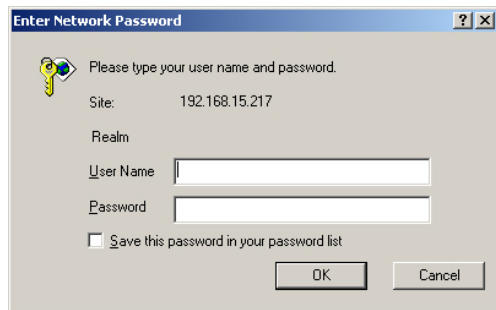 Enter Network Password
Please type your user name and password.
Site: 192.168.15.217
Realm
User Name
Password
Save this password in your password list
OK Cancel